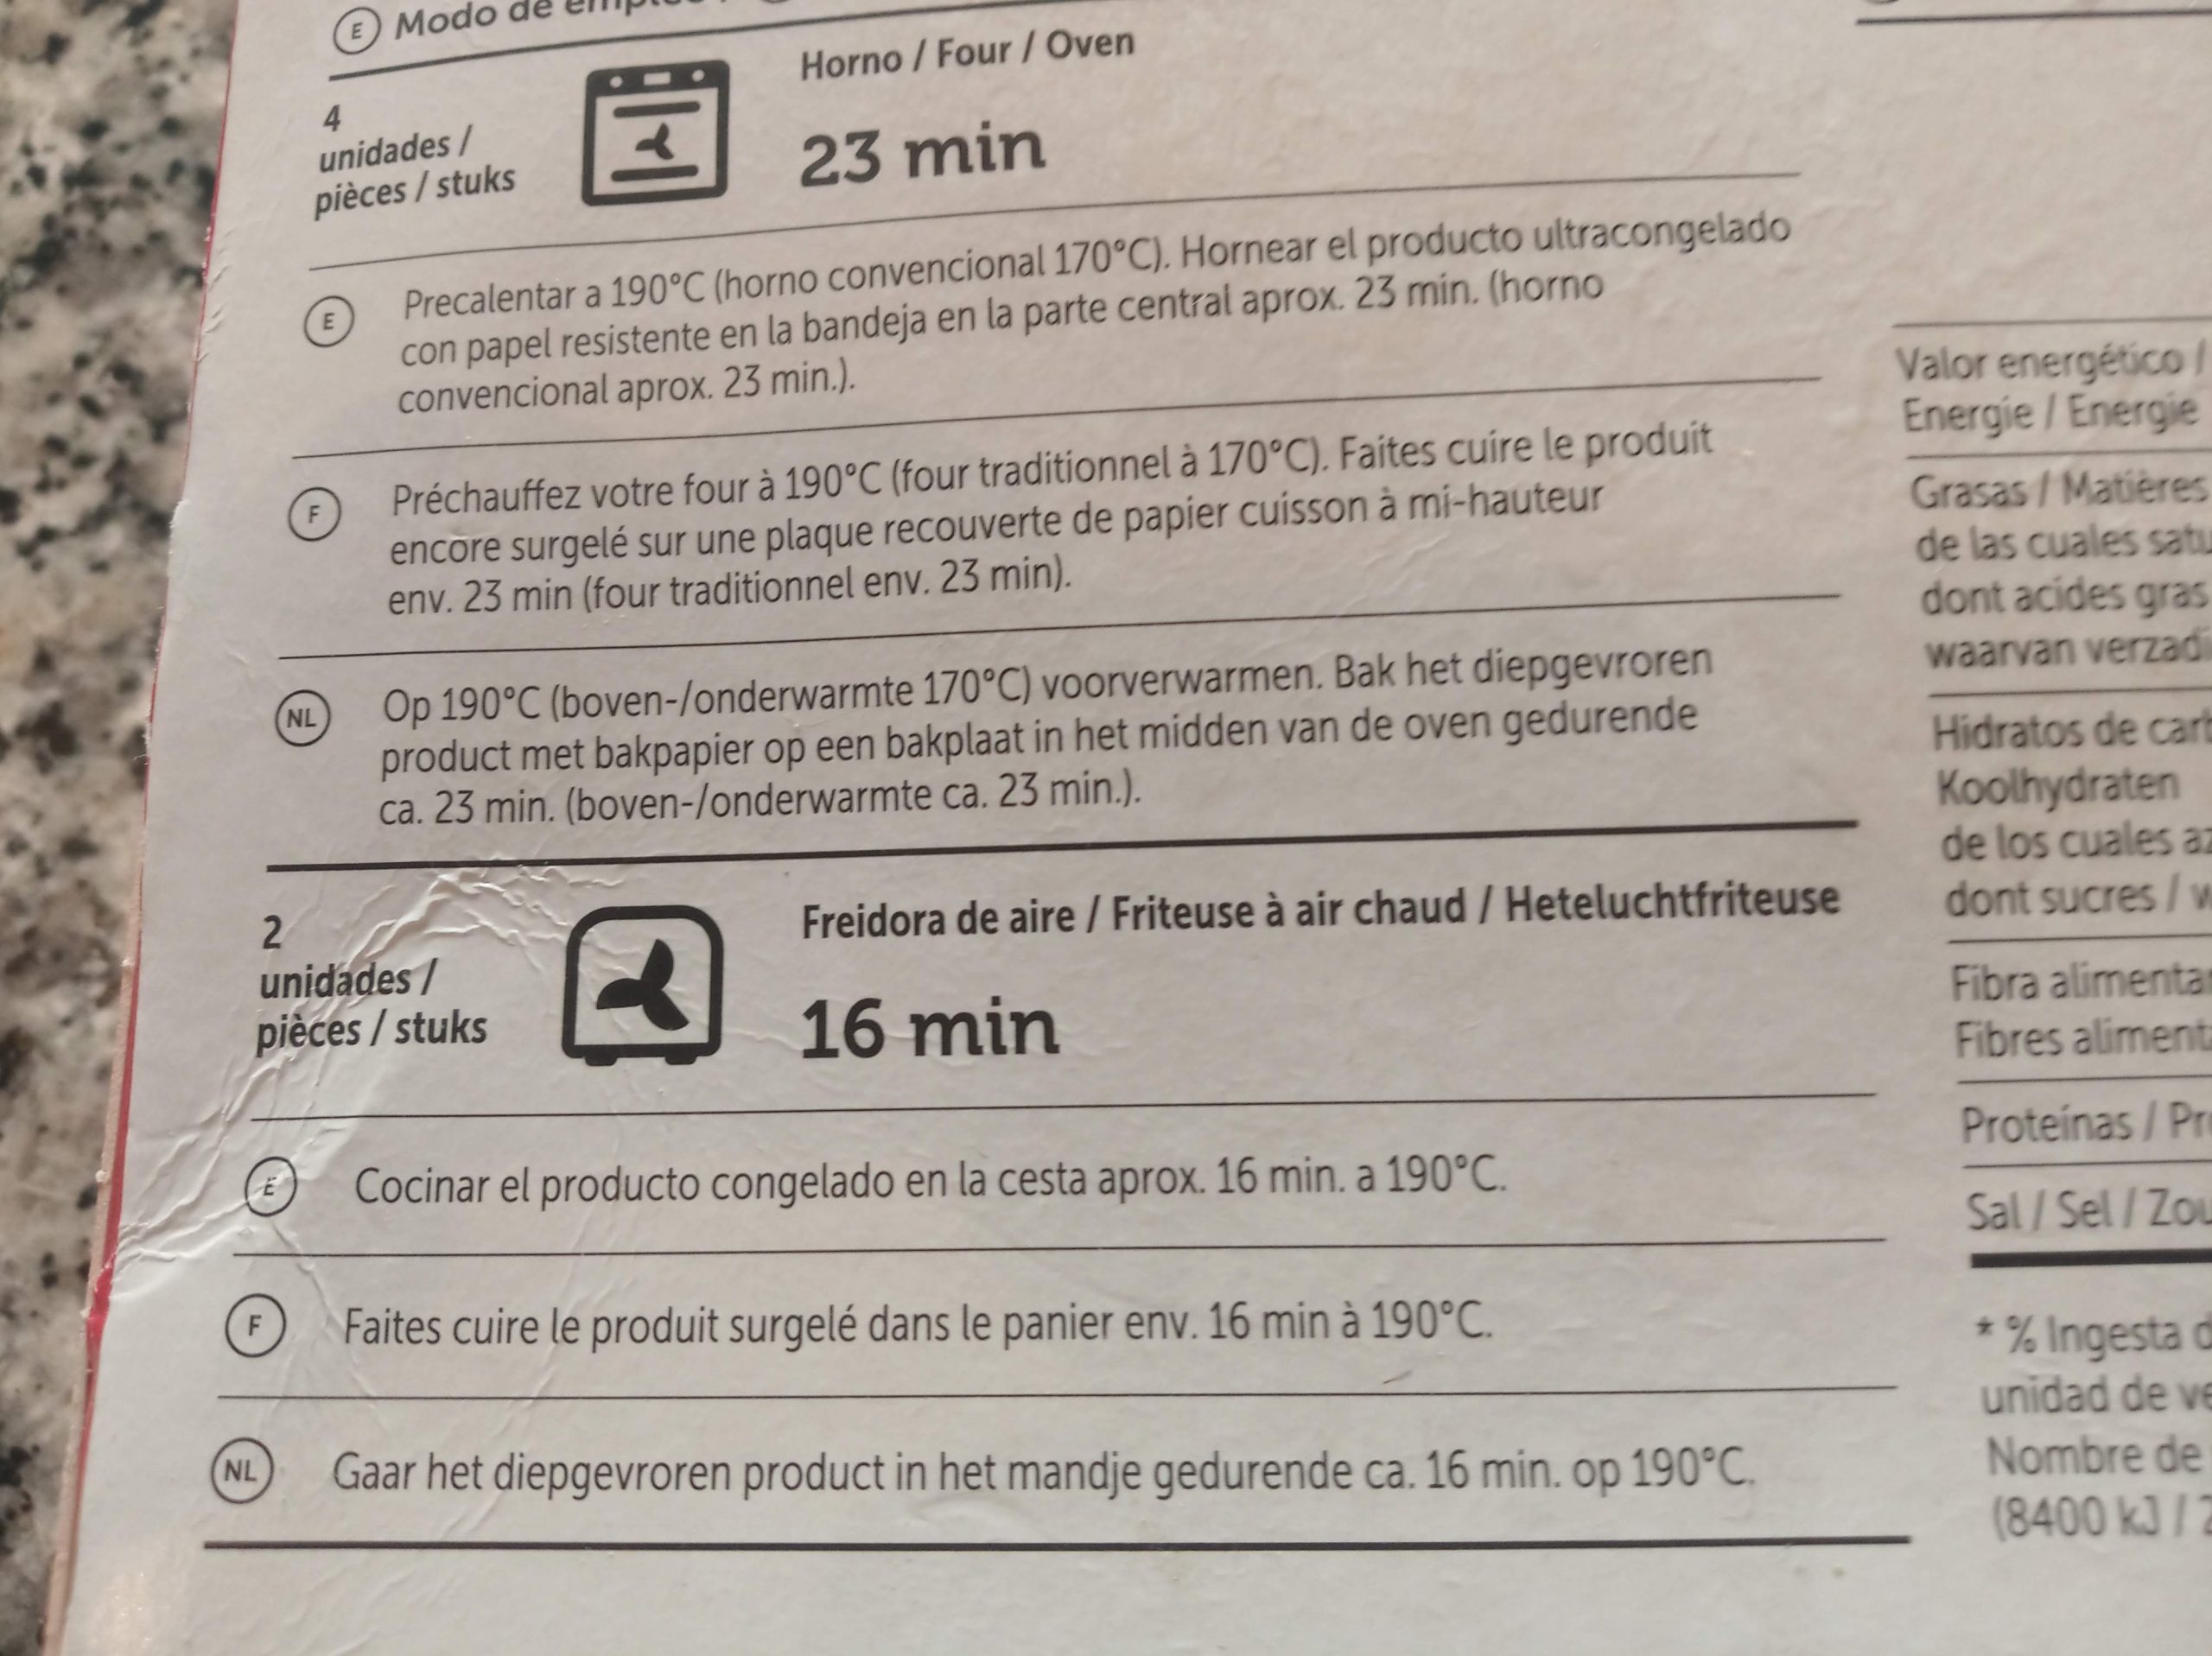 E Modo de
Horno / Four / Oven
4
unidades /
pièces / stuks
23 min
E
Precalentar a 190°C (horno convencional 170°C). Hornear el producto ultracongelado
con papel resistente en la bandeja en la parte central aprox. 23 min. (horno
convencional aprox. 23 min.).
F
Préchauffez votre four à 190°C (four traditionnel à 170°C). Faites cuire le produit
encore surgelé sur une plaque recouverte de papier cuisson à mi-hauteur
env. 23 min (four traditionnel env. 23 min).
NL
Op 190°C (boven-/onderwarmte 170°C) voorverwarmen. Bak het diepgevroren
product met bakpapier op een bakplaat in het midden van de oven gedurende
ca. 23 min. (boven-/onderwarmte ca. 23 min.).
2
unidades /
pièces / stuks
Freidora de aire / Friteuse à air chaud / Heteluchtfriteuse
16 min
E
Cocinar el producto congelado en la cesta aprox. 16 min. a 190°C.
F
Faites cuire le produit surgelé dans le panier env. 16 min à 190°C.
NL
Gaar het diepgevroren product in het mandje gedurende ca. 16 min. op 190°C.
Valor energético /
Energie / Energie
Grasas / Matières
de las cuales
dont acides gras
waarvan
Hidratos de
Koolhydraten
de los cuales
dont sucres /
Fibra
Fibres
Proteínas /
Sal / Sel /
* % Ingesta
unidad de
Nombre de
(8400 kJ /